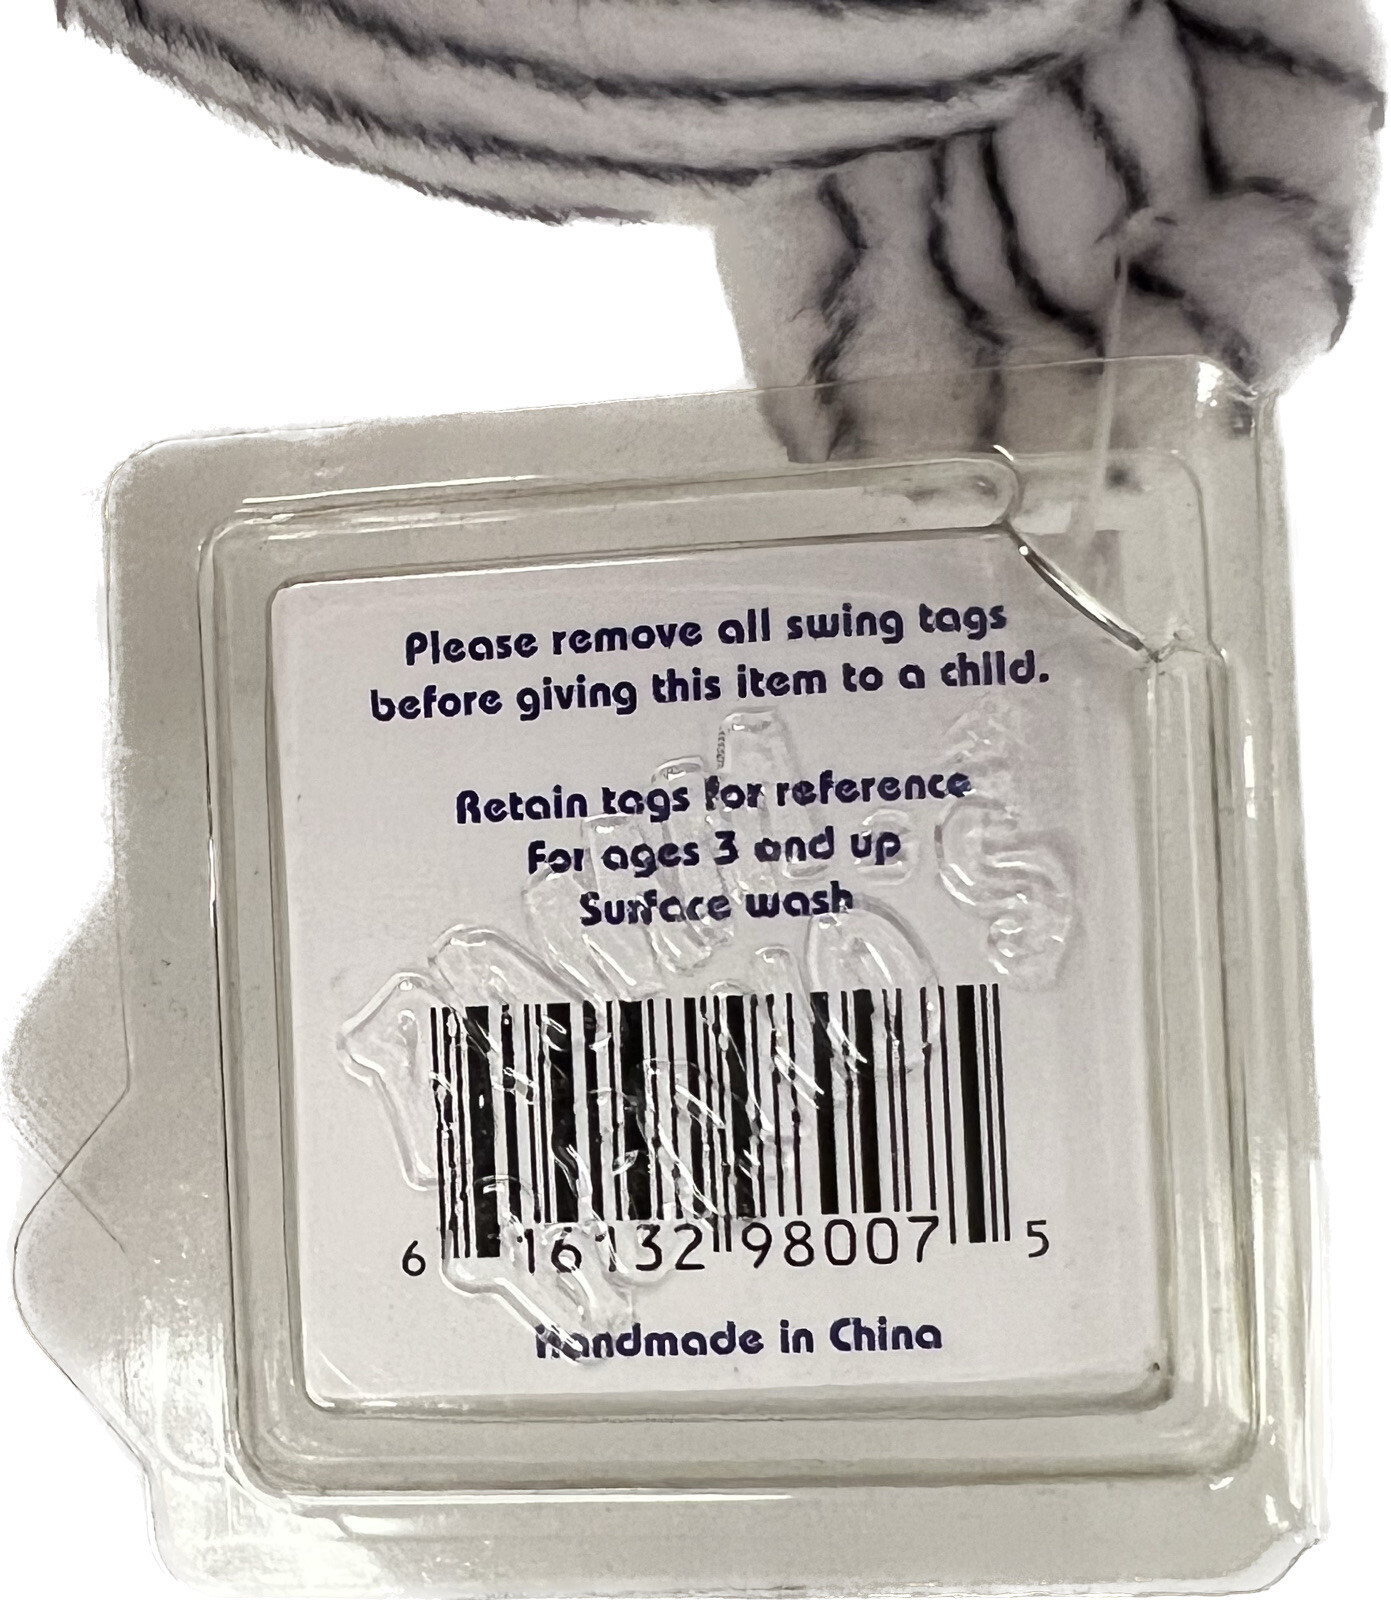 Please remove all swing tags
before giving this item to a child.
Retain tags for reference
For ages 3 and up
Surface wash
6 16132 98007 5
Handmade in China